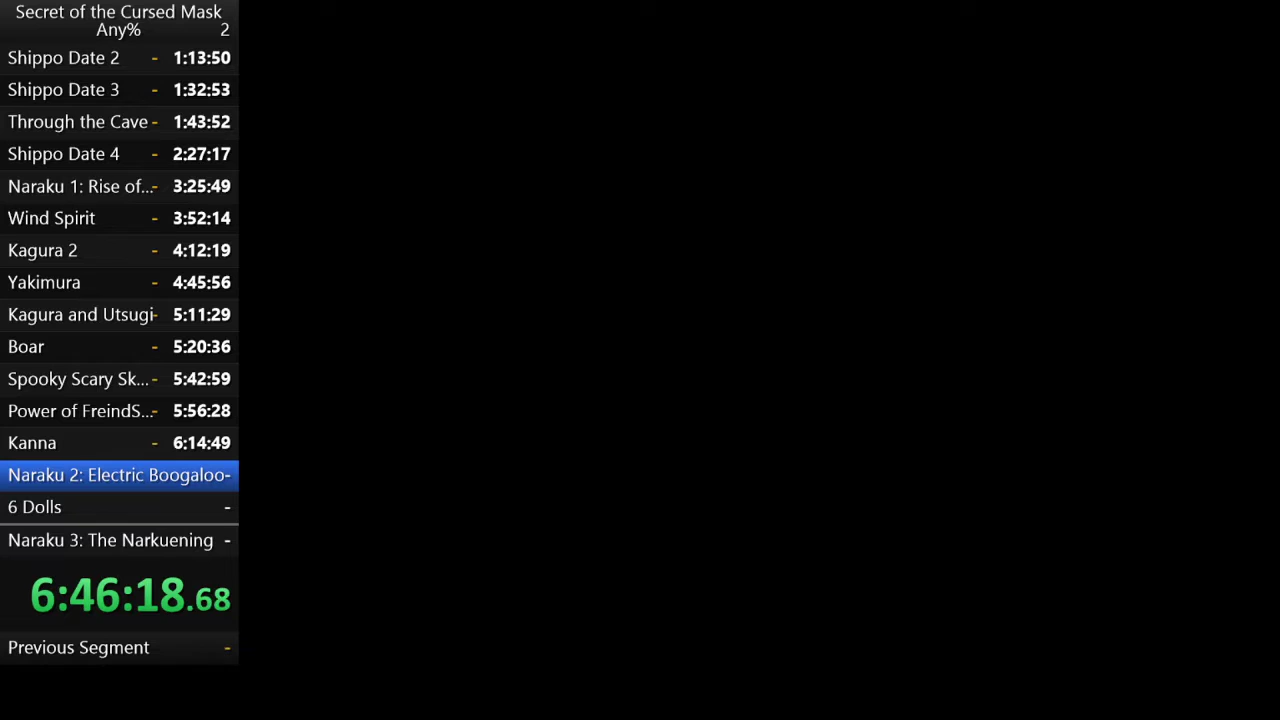 Secret of the Cursed Mask
Any% 2
Shippo Date 2 - 1:13:50
Shippo Date 3 - 1:32:53
Through the Cave - 1:43:52
Shippo Date 4 - 2:27:17
Naraku 1: Rise of... - 3:25:49
Wind Spirit - 3:52:14
Kagura 2 - 4:12:19
Yakimura - 4:45:56
Kagura and Utsugi - 5:11:29
Boar - 5:20:36
Spooky Scary Sk... - 5:42:59
Power of FreindS... - 5:56:28
Kanna - 6:14:49
Naraku 2: Electric Boogaloo -
6 Dolls -
Naraku 3: The Narkuening -
6:46:18.68
Previous Segment -